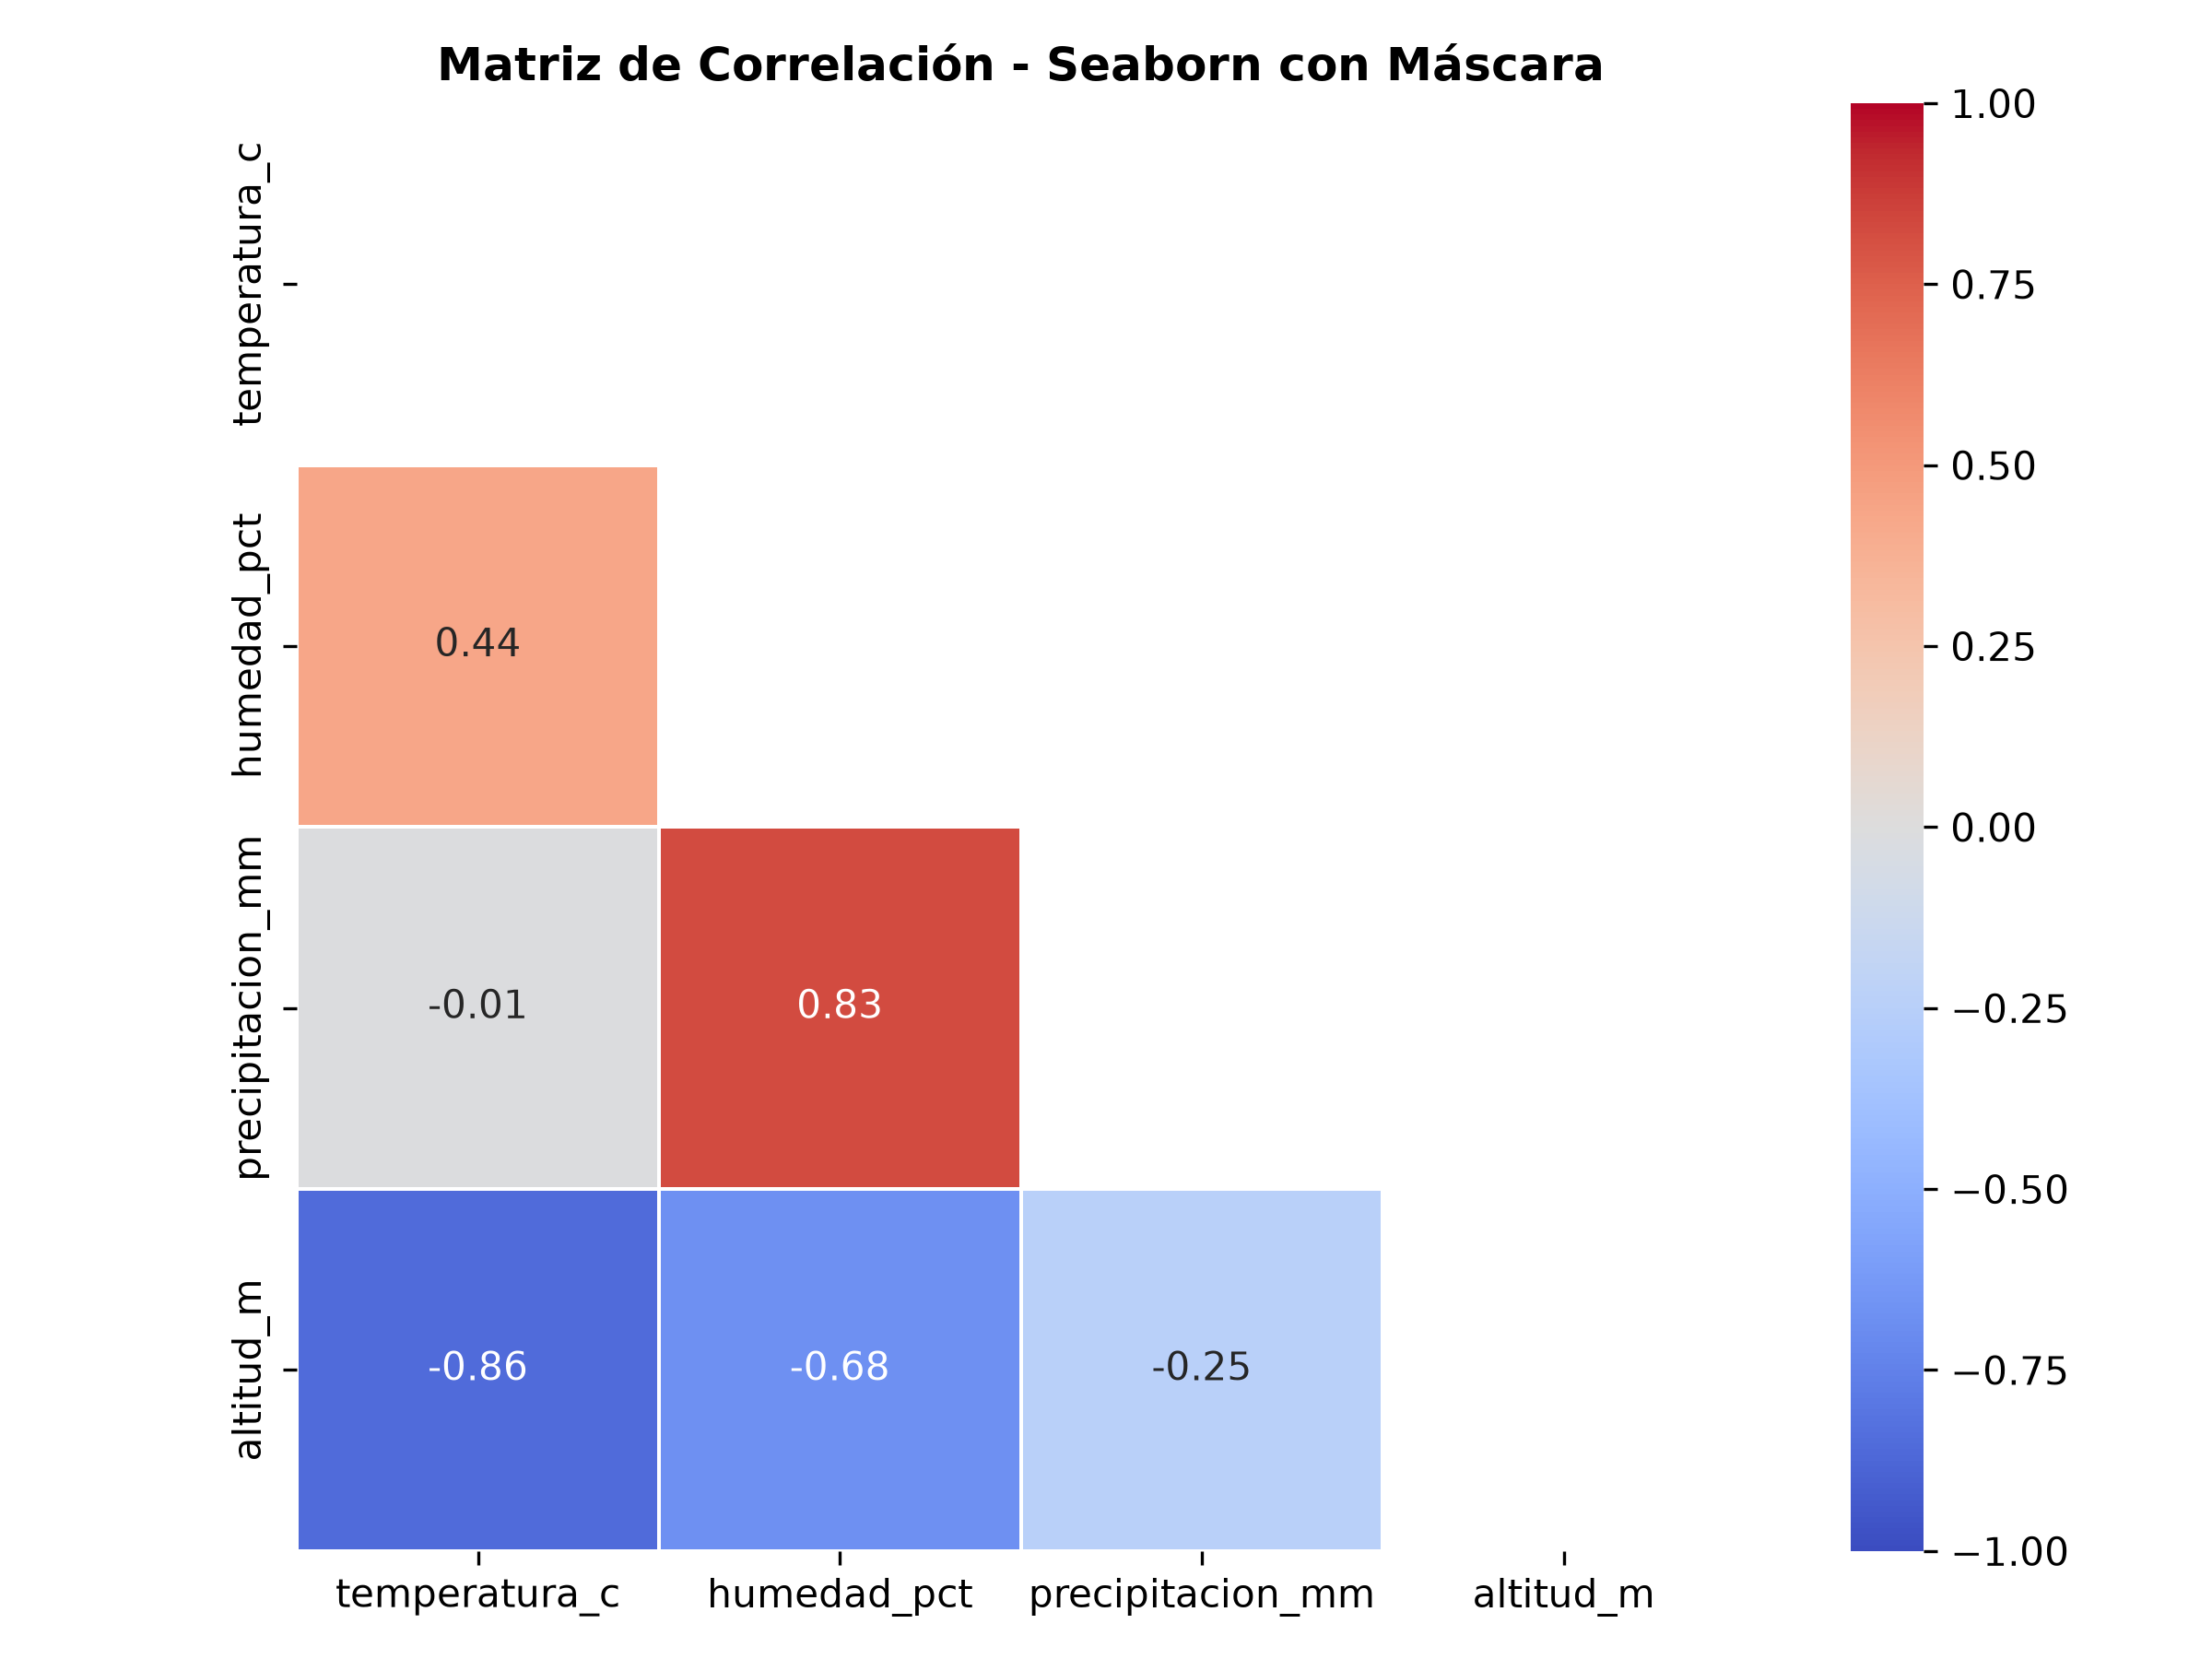 Matriz de Correlación - Seaborn con Máscara
temperatura_c
humedad_pct
precipitacion_mm
altitud_m
0.44
-0.01
0.83
-0.86
-0.68
-0.25
temperatura_c
humedad_pct
precipitacion_mm
altitud_m
1.00
0.75
0.50
0.25
0.00
−0.25
−0.50
−0.75
−1.00